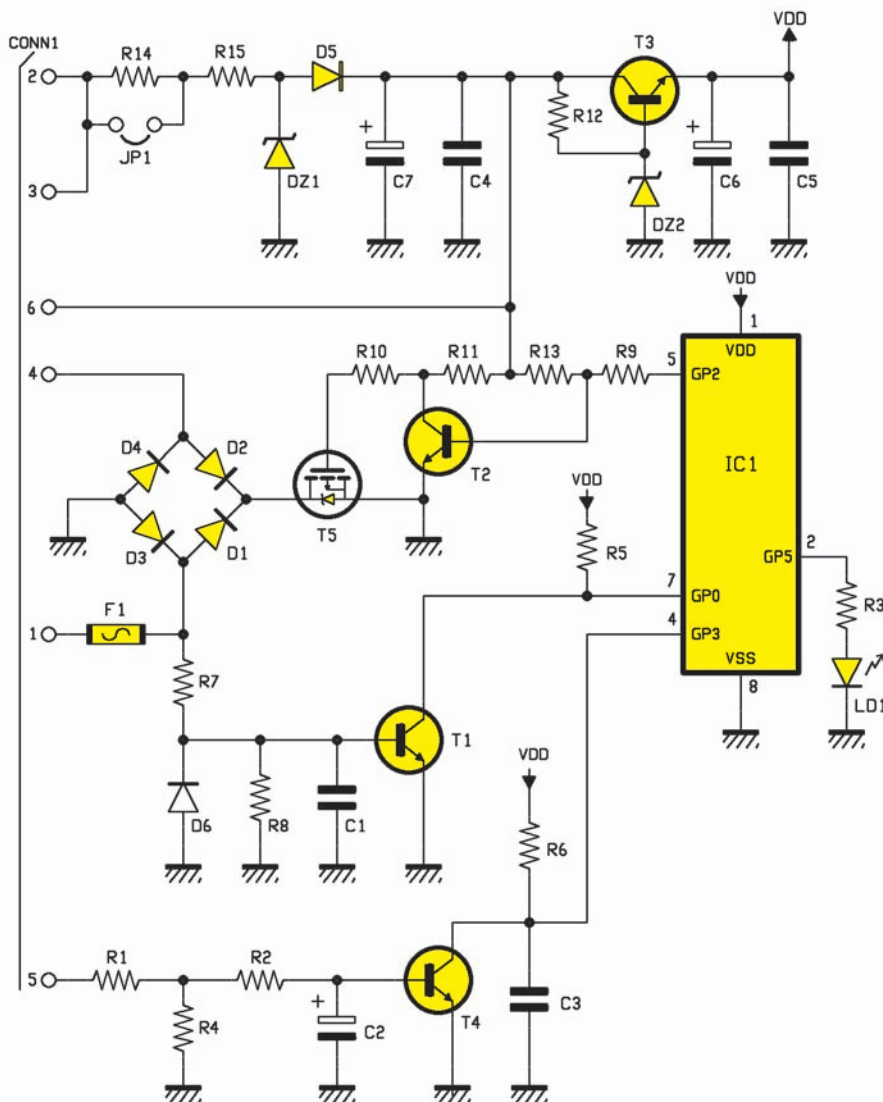 CONN1
VDD
R14
R15
D5
T3
2
JP1
R12
+
+
DZ1
C7
C4
C6
C5
3
DZ2
6
VDD
1
R10
R11
R13
R9
5
VDD
4
GP2
D4
D2
T2
IC1
VDD
T5
D3
D1
R5
2
GP5
F1
7
GP0
R3
1
4
GP3
R7
VSS
8
LD1
T1
VDD
D6
R8
C1
R6
R1
R2
5
+
R4
C2
T4
C3